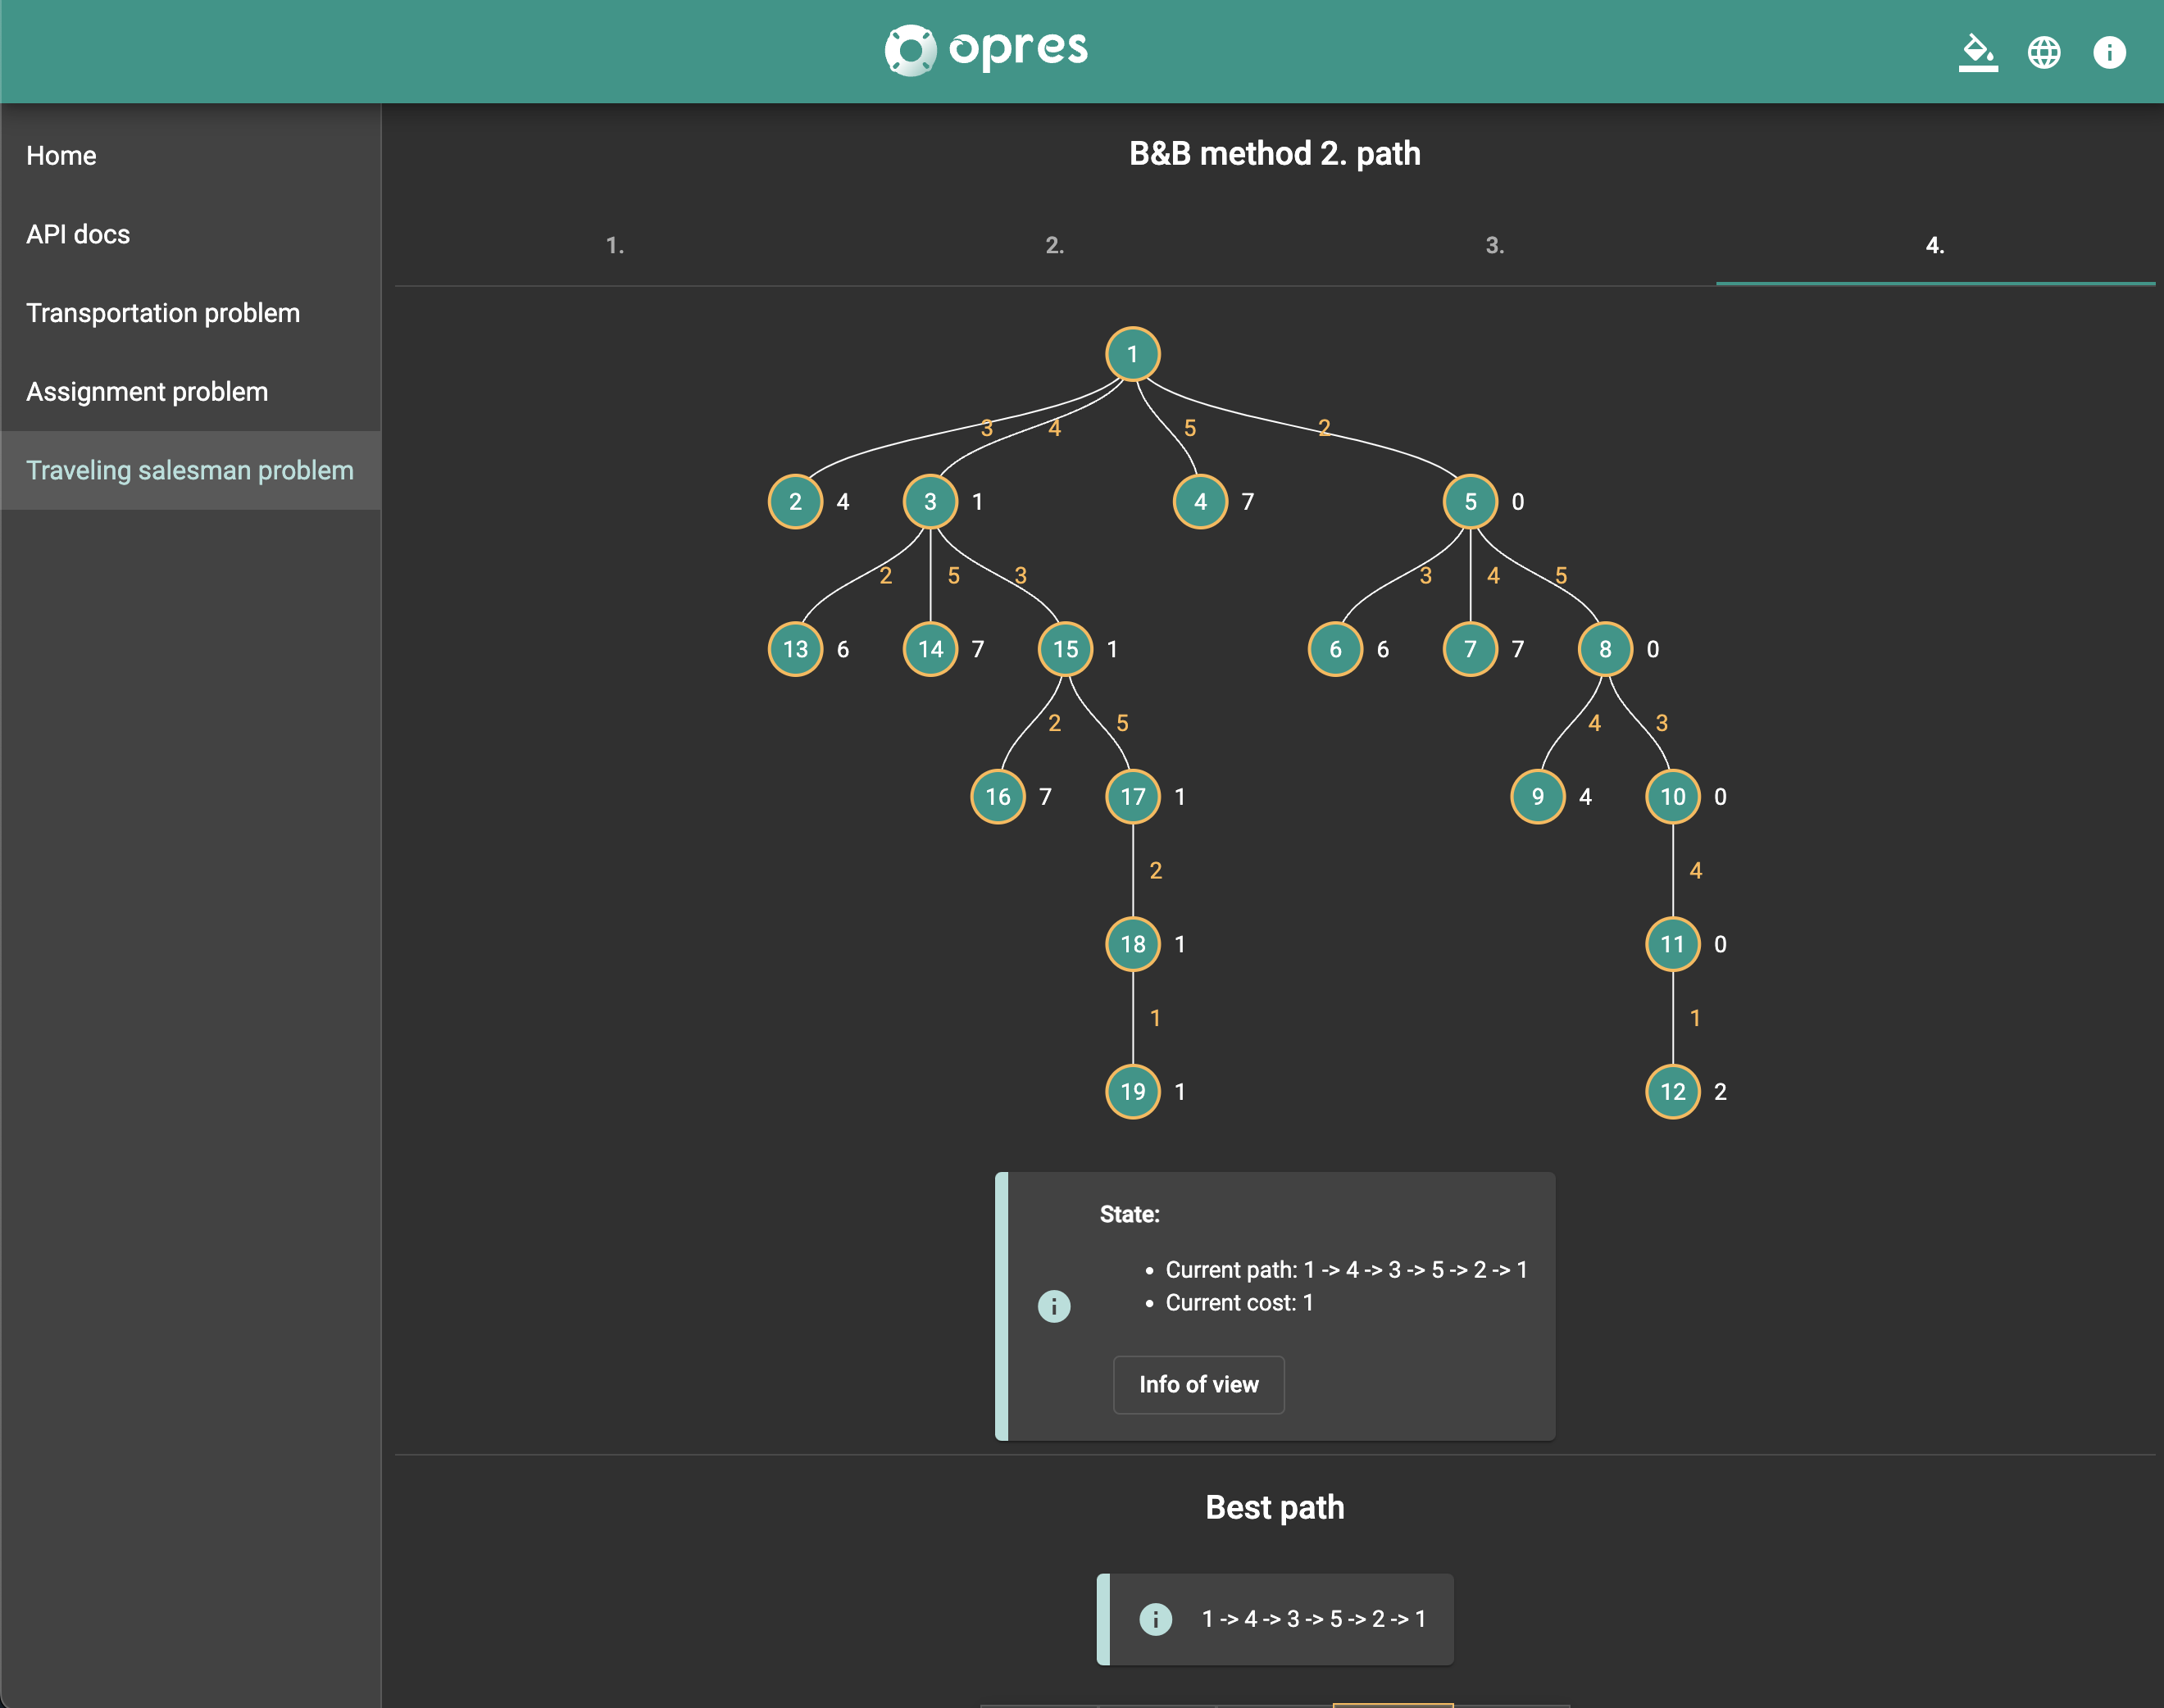 opres
Home
API docs
Transportation problem
Assignment problem
Traveling salesman problem
B&B method 2. path
1. 2. 3. 4.
1
3 4 5 2
2 4 3 1 4 7 5 0
2 5 3 3 4 5
13 6 14 7 15 1 6 6 7 7 8 0
2 5 4 3
16 7 17 1 9 4 10 0
2 4
18 1 11 0
1 1
19 1 12 2
State:
• Current path: 1 -> 4 -> 3 -> 5 -> 2 -> 1
• Current cost: 1
Info of view
Best path
1 -> 4 -> 3 -> 5 -> 2 -> 1